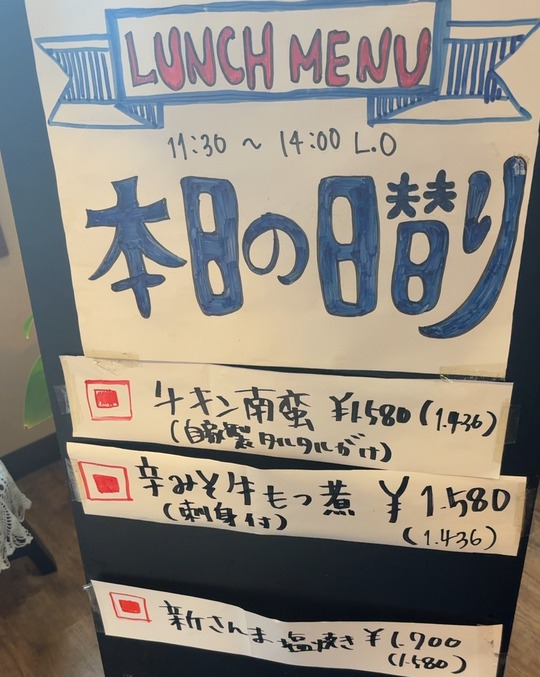 LUNCH MENU
11:30 ~ 14:00 L.O
本日の日替り
チキン南蛮 ¥1.580 (1.436)
(自家製タルタルがけ)
辛みそ牛もつ煮 ¥1.580
(刺身付) (1.436)
新さんま塩焼き ¥1.700
(1.580)